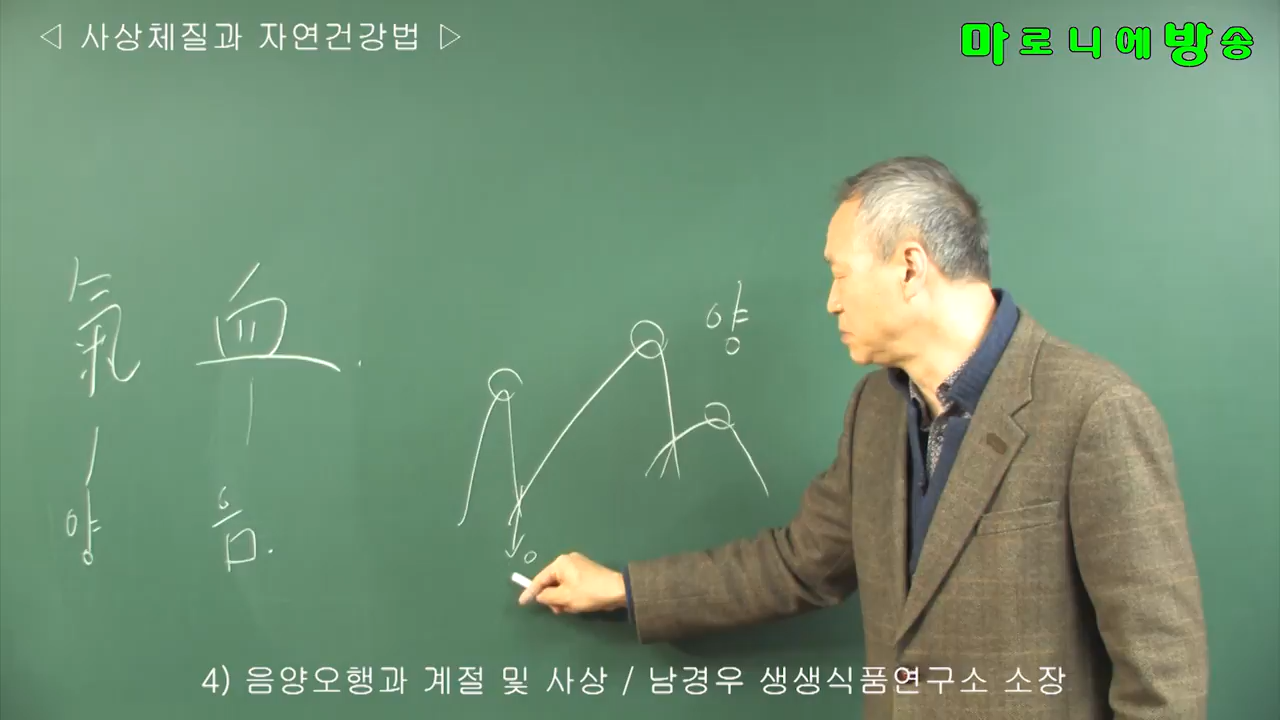 ◁ 사상체질과 자연건강법 ▷
마로니에방송
氣 血
양 음
양
4) 음양오행과 계절 및 사상 / 남경우 생생식품연구소 소장